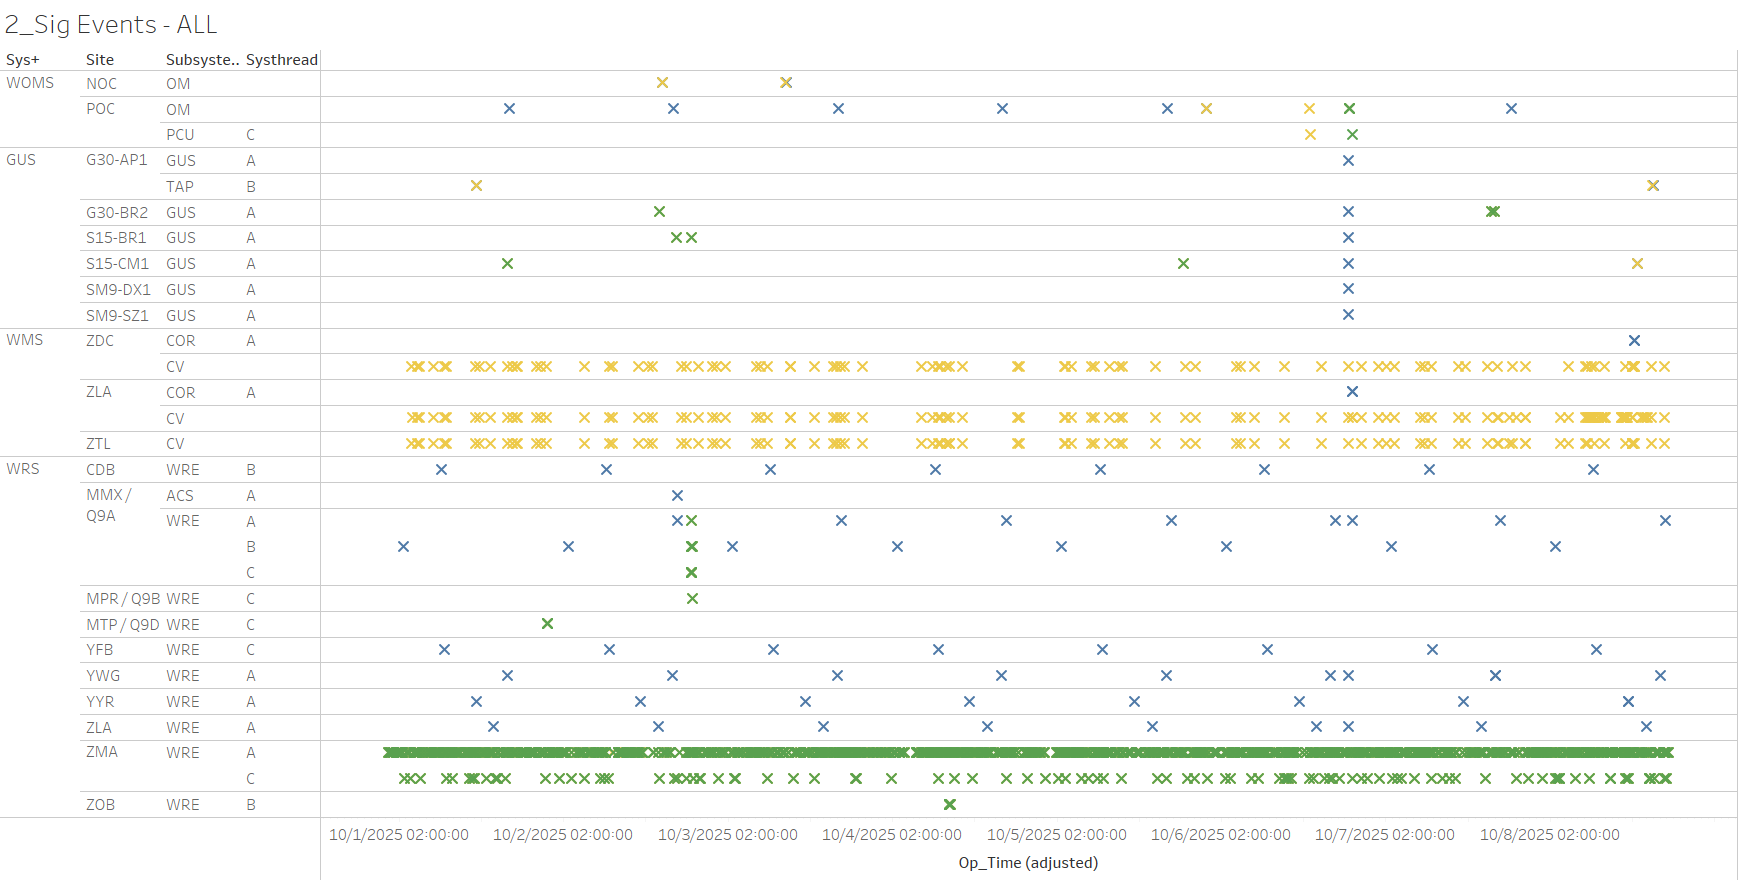 2_Sig Events - ALL
Sys+ Site Subsyste.. Systhread
WOMS NOC OM
POC OM
PCU C
GUS G30-AP1 GUS A
TAP B
G30-BR2 GUS A
S15-BR1 GUS A
S15-CM1 GUS A
SM9-DX1 GUS A
SM9-SZ1 GUS A
WMS ZDC COR A
CV
ZLA COR A
CV
ZTL CV
WRS CDB WRE B
MMX / ACS A
Q9A
WRE A
B
C
MPR / Q9B WRE C
MTP / Q9D WRE C
YFB WRE C
YWG WRE A
YYR WRE A
ZLA WRE A
ZMA WRE A
C
ZOB WRE B
10/1/2025 02:00:00 10/2/2025 02:00:00 10/3/2025 02:00:00 10/4/2025 02:00:00 10/5/2025 02:00:00 10/6/2025 02:00:00 10/7/2025 02:00:00 10/8/2025 02:00:00
Op_Time (adjusted)